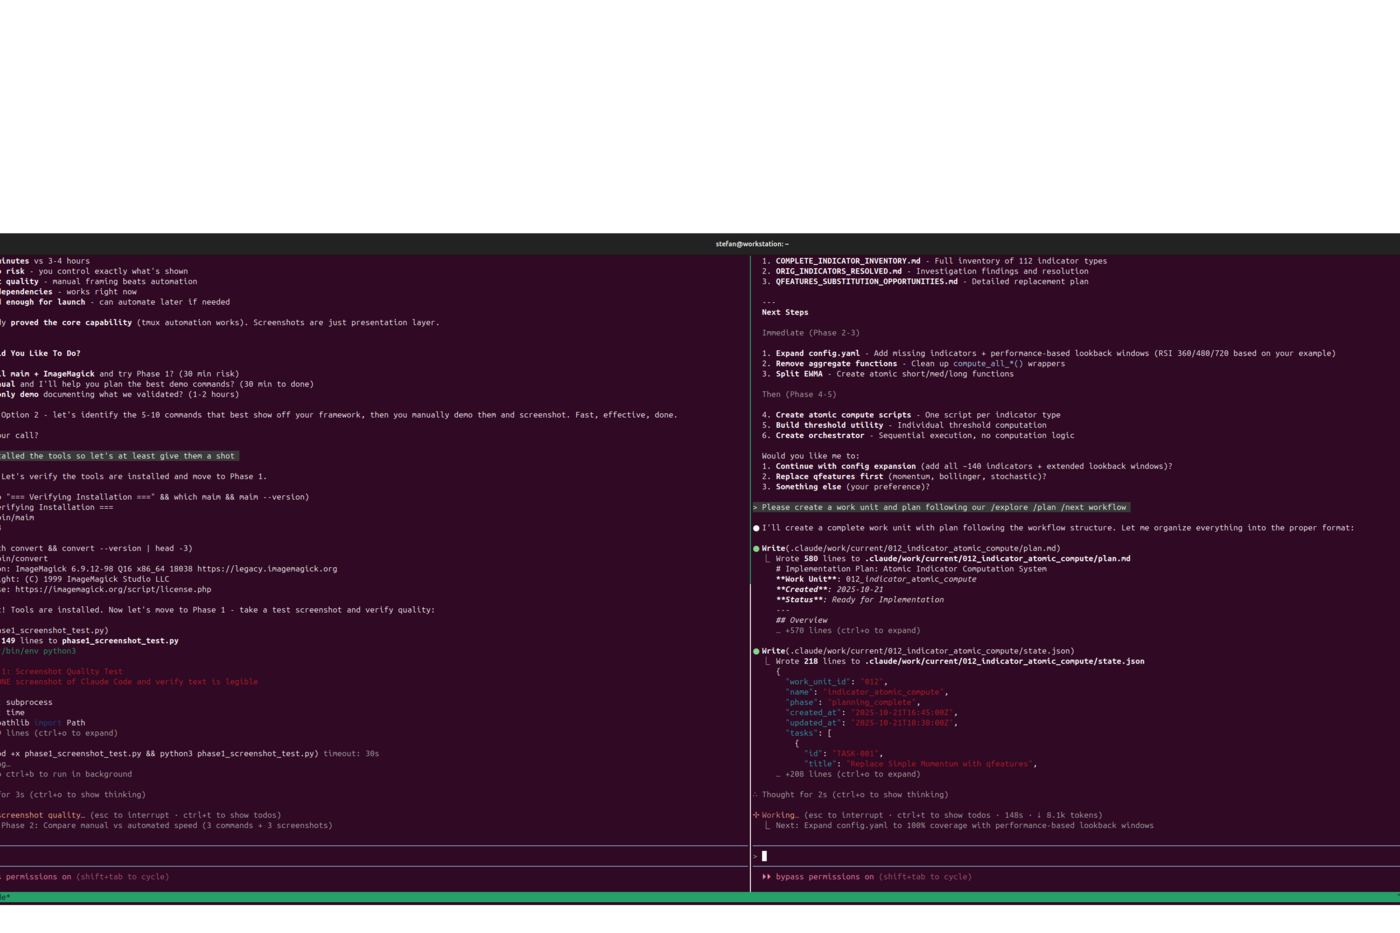 stefan@workstation: ~
inutes vs 3-4 hours
risk - you control exactly what's shown
quality - manual framing beats automation
dependencies - works right now
enough for launch - can automate later if needed
proved the core capability (tmux automation works). Screenshots are just presentation layer.
d You Like To Do?
maim + ImageMagick and try Phase 1? (30 min risk)
ual and I'll help you plan the best demo commands? (30 min to done)
only demo documenting what we validated? (1-2 hours)
Option 2 - let's identify the 5-10 commands that best show off your framework, then you manually demo them and screenshot. Fast, effective, done.
our call?
talled the tools so let's at least give them a shot
Let's verify the tools are installed and move to Phase 1.
"=== Verifying Installation ===" && which maim && maim --version)
erifying Installation ===
bin/maim
ch convert && convert --version | head -3)
bin/convert
on: ImageMagick 6.9.12-98 Q16 x86_64 18038 https://legacy.imagemagick.org
ight: (C) 1999 ImageMagick Studio LLC
se: https://imagemagick.org/script/license.php
! Tools are installed. Now let's move to Phase 1 - take a test screenshot and verify quality:
ase1_screenshot_test.py)
149 lines to phase1_screenshot_test.py
/bin/env python3
1: Screenshot Quality Test
ONE screenshot of Claude Code and verify text is legible
subprocess
time
pathlib import Path
lines (ctrl+o to expand)
od +x phase1_screenshot_test.py && python3 phase1_screenshot_test.py) timeout: 30s
g…
ctrl+b to run in background
for 3s (ctrl+o to show thinking)
screenshot quality… (esc to interrupt · ctrl+t to show todos)
Phase 2: Compare manual vs automated speed (3 commands + 3 screenshots)
permissions on (shift+tab to cycle)
de*
1. COMPLETE_INDICATOR_INVENTORY.md - Full inventory of 112 indicator types
2. ORIG_INDICATORS_RESOLVED.md - Investigation findings and resolution
3. QFEATURES_SUBSTITUTION_OPPORTUNITIES.md - Detailed replacement plan
---
Next Steps
Immediate (Phase 2-3)
1. Expand config.yaml - Add missing indicators + performance-based lookback windows (RSI 360/480/720 based on your example)
2. Remove aggregate functions - Clean up compute_all_*() wrappers
3. Split EWMA - Create atomic short/med/long functions
Then (Phase 4-5)
4. Create atomic compute scripts - One script per indicator type
5. Build threshold utility - Individual threshold computation
6. Create orchestrator - Sequential execution, no computation logic
Would you like me to:
1. Continue with config expansion (add all ~140 indicators + extended lookback windows)?
2. Replace qfeatures first (momentum, bollinger, stochastic)?
3. Something else (your preference)?
> Please create a work unit and plan following our /explore /plan /next workflow
● I'll create a complete work unit with plan following the workflow structure. Let me organize everything into the proper format:
● Write(.claude/work/current/012_indicator_atomic_compute/plan.md)
⎿ Wrote 580 lines to .claude/work/current/012_indicator_atomic_compute/plan.md
# Implementation Plan: Atomic Indicator Computation System
**Work Unit**: 012_indicator_atomic_compute
**Created**: 2025-10-21
**Status**: Ready for Implementation
---
## Overview
… +570 lines (ctrl+o to expand)
● Write(.claude/work/current/012_indicator_atomic_compute/state.json)
⎿ Wrote 218 lines to .claude/work/current/012_indicator_atomic_compute/state.json
{
"work_unit_id": "012",
"name": "indicator_atomic_compute",
"phase": "planning_complete",
"created_at": "2025-10-21T16:45:00Z",
"updated_at": "2025-10-21T18:30:00Z",
"tasks": [
{
"id": "TASK-001",
"title": "Replace Simple Momentum with qfeatures",
… +208 lines (ctrl+o to expand)
∴ Thought for 2s (ctrl+o to show thinking)
✢ Working… (esc to interrupt · ctrl+t to show todos · 148s · ↓ 8.1k tokens)
⎿ Next: Expand config.yaml to 100% coverage with performance-based lookback windows
>
⏵⏵ bypass permissions on (shift+tab to cycle)